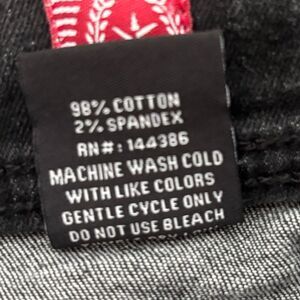 98% COTTON
2% SPANDEX
RN#: 144386
MACHINE WASH COLD
WITH LIKE COLORS
GENTLE CYCLE ONLY
DO NOT USE BLEACH